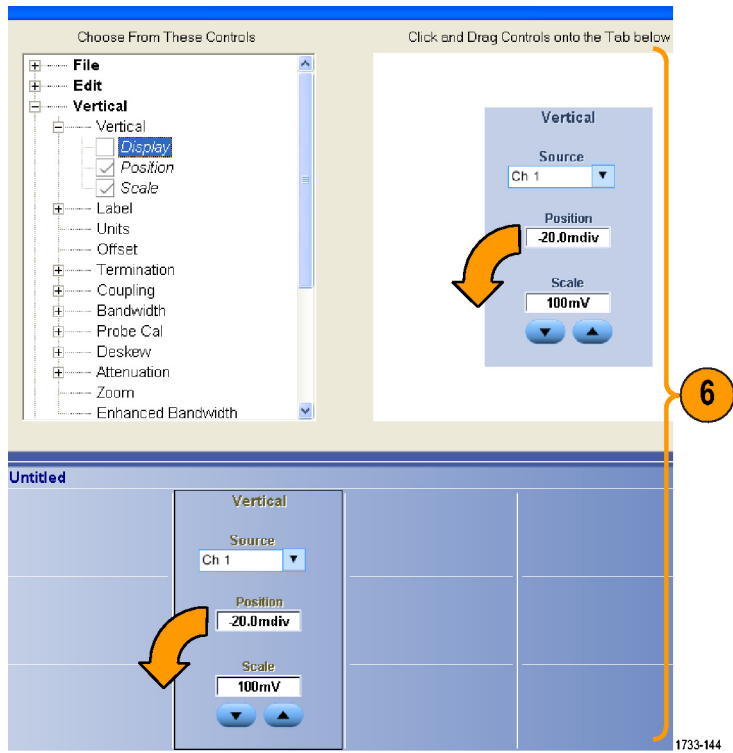 Choose From These Controls
Click and Drag Controls onto the Tab below
File
Edit
Vertical
Vertical
Display
Position
Scale
Label
Units
Offset
Termination
Coupling
Bandwidth
Probe Cal
Deskew
Attenuation
Zoom
Enhanced Bandwidth
Vertical
Source
Ch 1
Position
-20.0mdiv
Scale
100mV
6
Untitled
Vertical
Source
Ch 1
Position
-20.0mdiv
Scale
100mV
1733-144